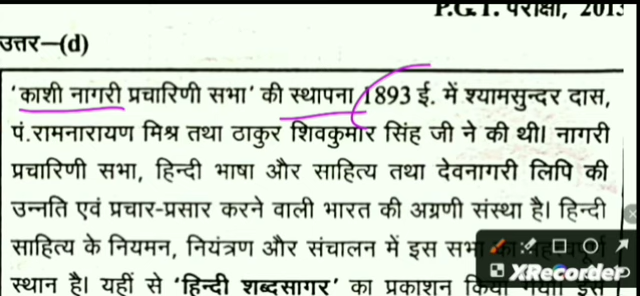 P.G.T. परीक्षा, 2013
उत्तर–(d)
'काशी नागरी प्रचारिणी सभा' की स्थापना 1893 ई. में श्यामसुन्दर दास,
पं.रामनारायण मिश्र तथा ठाकुर शिवकुमार सिंह जी ने की थी। नागरी
प्रचारिणी सभा, हिन्दी भाषा और साहित्य तथा देवनागरी लिपि की
उन्नति एवं प्रचार-प्रसार करने वाली भारत की अग्रणी संस्था है। हिन्दी
साहित्य के नियमन, नियंत्रण और संचालन में इस सभा का
XRecorder
स्थान है। यहीं से 'हिन्दी शब्दसागर' का प्रकाशन किया गया। इस